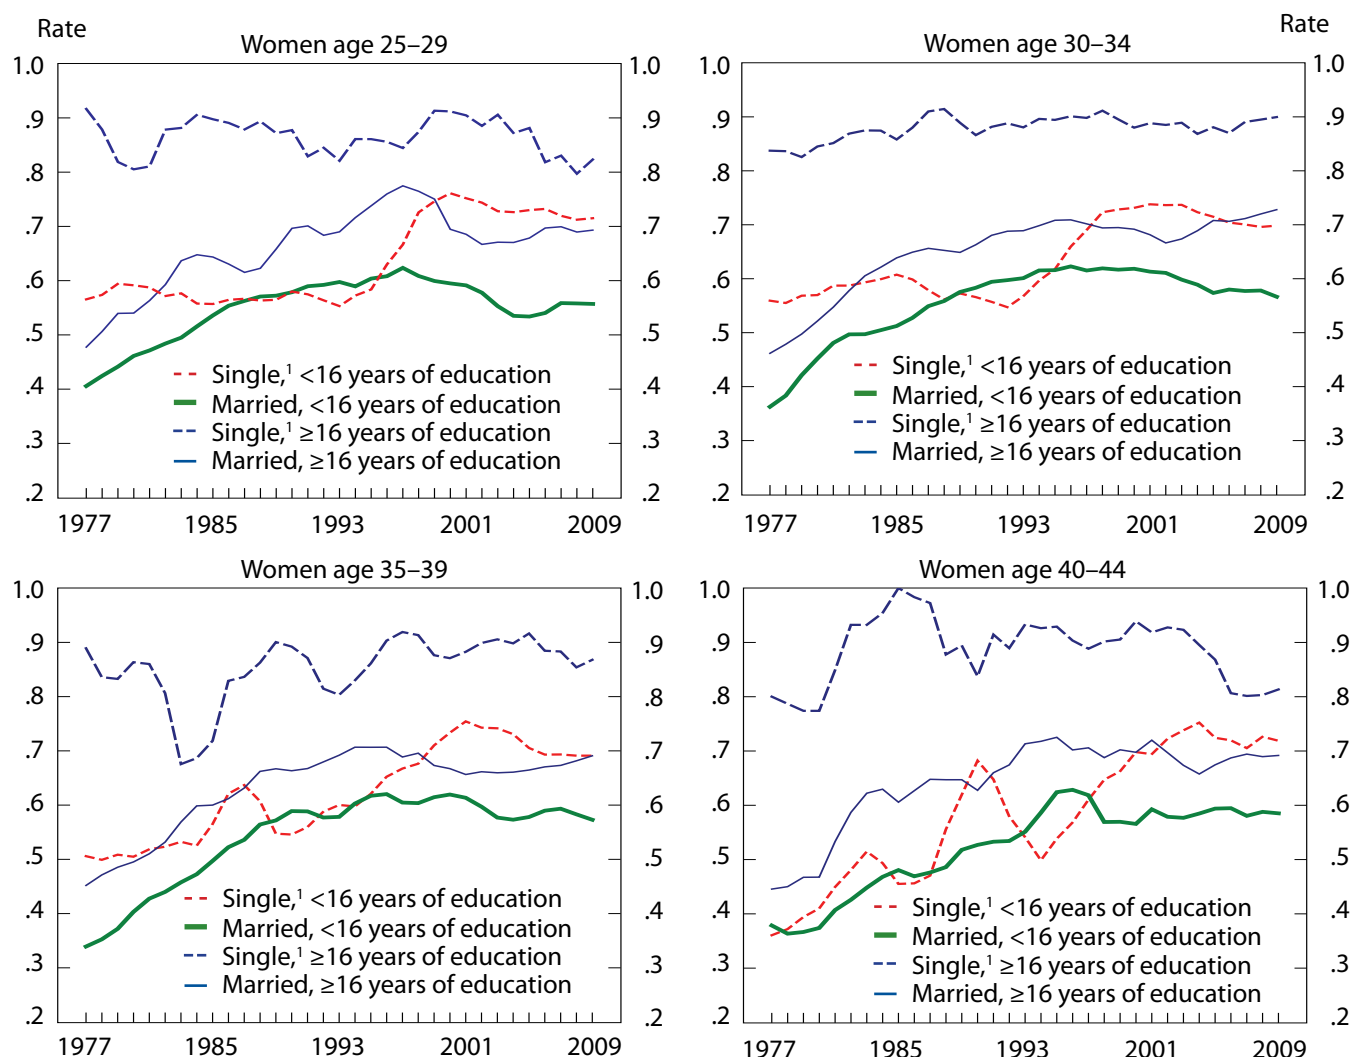 Rate
Rate
Women age 25–29
1.0
.9
.8
.7
.6
.5
.4
.3
.2
1.0
.9
.8
.7
.6
.5
.4
.3
.2
Single,¹ <16 years of education
Married, <16 years of education
Single,¹ ≥16 years of education
Married, ≥16 years of education
1977 1985 1993 2001 2009
Women age 30–34
1.0
.9
.8
.7
.6
.5
.4
.3
.2
1.0
.9
.8
.7
.6
.5
.4
.3
.2
Single,¹ <16 years of education
Married, <16 years of education
Single,¹ ≥16 years of education
Married, ≥16 years of education
1977 1985 1993 2001 2009
Women age 35–39
1.0
.9
.8
.7
.6
.5
.4
.3
.2
1.0
.9
.8
.7
.6
.5
.4
.3
.2
Single,¹ <16 years of education
Married, <16 years of education
Single,¹ ≥16 years of education
Married, ≥16 years of education
1977 1985 1993 2001 2009
Women age 40–44
1.0
.9
.8
.7
.6
.5
.4
.3
.2
1.0
.9
.8
.7
.6
.5
.4
.3
.2
Single,¹ <16 years of education
Married, <16 years of education
Single,¹ ≥16 years of education
Married, ≥16 years of education
1977 1985 1993 2001 2009